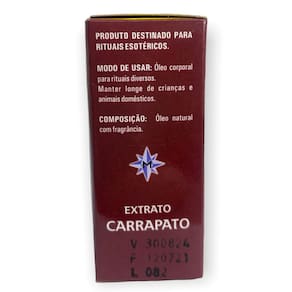 PRODUTO DESTINADO PARA
RITUAIS ESOTÉRICOS.
MODO DE USAR: Óleo corporal
para rituais diversos.
Manter longe de crianças e
animais domésticos.
COMPOSIÇÃO: Óleo natural
com fragrância.
M
EXTRATO
CARRAPATO
V 300824
F 120721
L 082